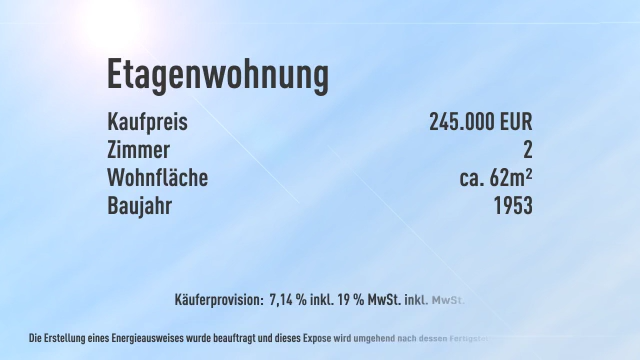 Etagenwohnung
Kaufpreis 245.000 EUR
Zimmer 2
Wohnfläche ca. 62m²
Baujahr 1953
Käuferprovision: 7,14 % inkl. 19 % MwSt. inkl. MwSt.
Die Erstellung eines Energieausweises wurde beauftragt und dieses Expose wird umgehend nach dessen